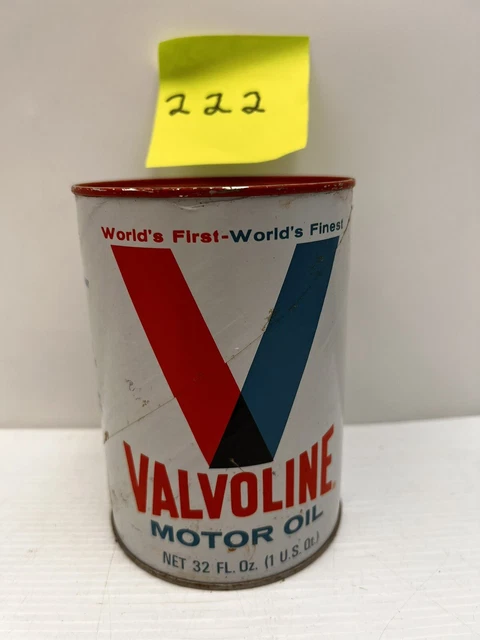 222
World's First-World's Finest
VALVOLINE
MOTOR OIL
NET 32 FL. Oz. (1 U.S. Qt.)